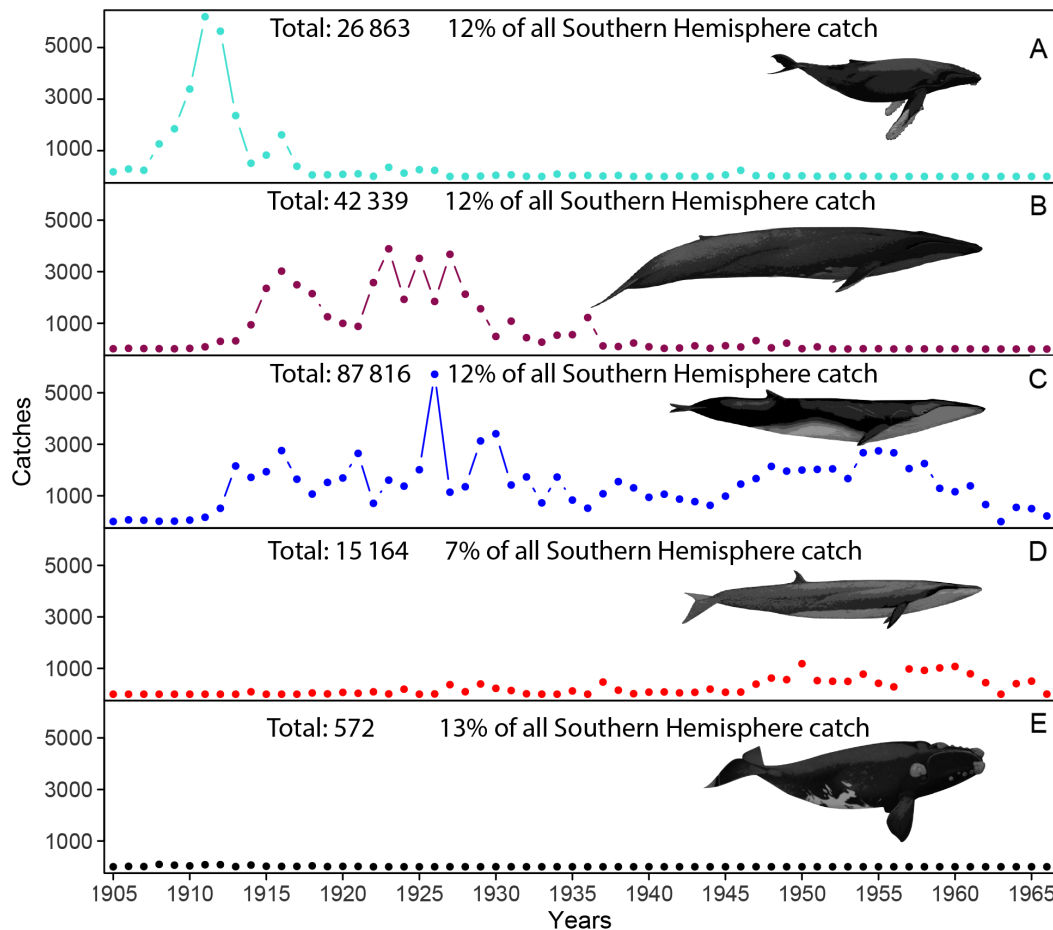 Total: 26 863 12% of all Southern Hemisphere catch A
5000
3000
1000
Total: 42 339 12% of all Southern Hemisphere catch B
5000
3000
1000
Total: 87 816 12% of all Southern Hemisphere catch C
5000
3000
1000
Catches
Total: 15 164 7% of all Southern Hemisphere catch D
5000
3000
1000
Total: 572 13% of all Southern Hemisphere catch E
5000
3000
1000
1905 1910 1915 1920 1925 1930 1935 1940 1945 1950 1955 1960 1965
Years